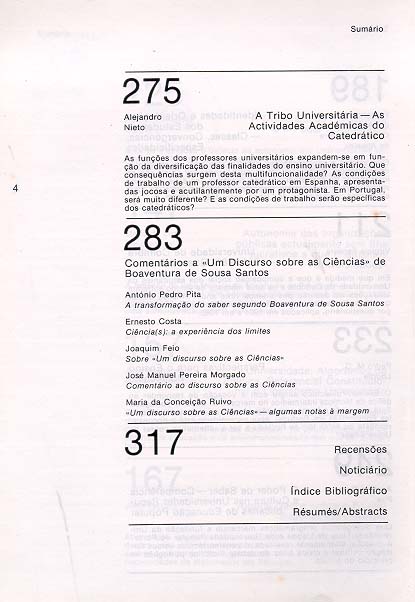 Sumário
275
Alejandro
Nieto
A Tribo Universitária — As
Actividades Académicas do
Catedrático
As funções dos professores universitários expandem-se em fun-
ção da diversificação das finalidades do ensino universitário. Que
consequências surgem desta multifuncionalidade? As condições
de trabalho de um professor catedrático em Espanha, apresenta-
das jocosa e acutilantemente por um protagonista. Em Portugal,
será muito diferente? E as condições de trabalho serão específicas
dos catedráticos?
4
283
Comentários a «Um Discurso sobre as Ciências» de
Boaventura de Sousa Santos
António Pedro Pita
A transformação do saber segundo Boaventura de Sousa Santos
Ernesto Costa
Ciência(s): a experiência dos limites
Joaquim Feio
Sobre «Um discurso sobre as Ciências»
José Manuel Pereira Morgado
Comentário ao discurso sobre as Ciências
Maria da Conceição Ruivo
«Um discurso sobre as Ciências» — algumas notas à margem
317
Recensões
Noticiário
Índice Bibliográfico
Résumés/Abstracts